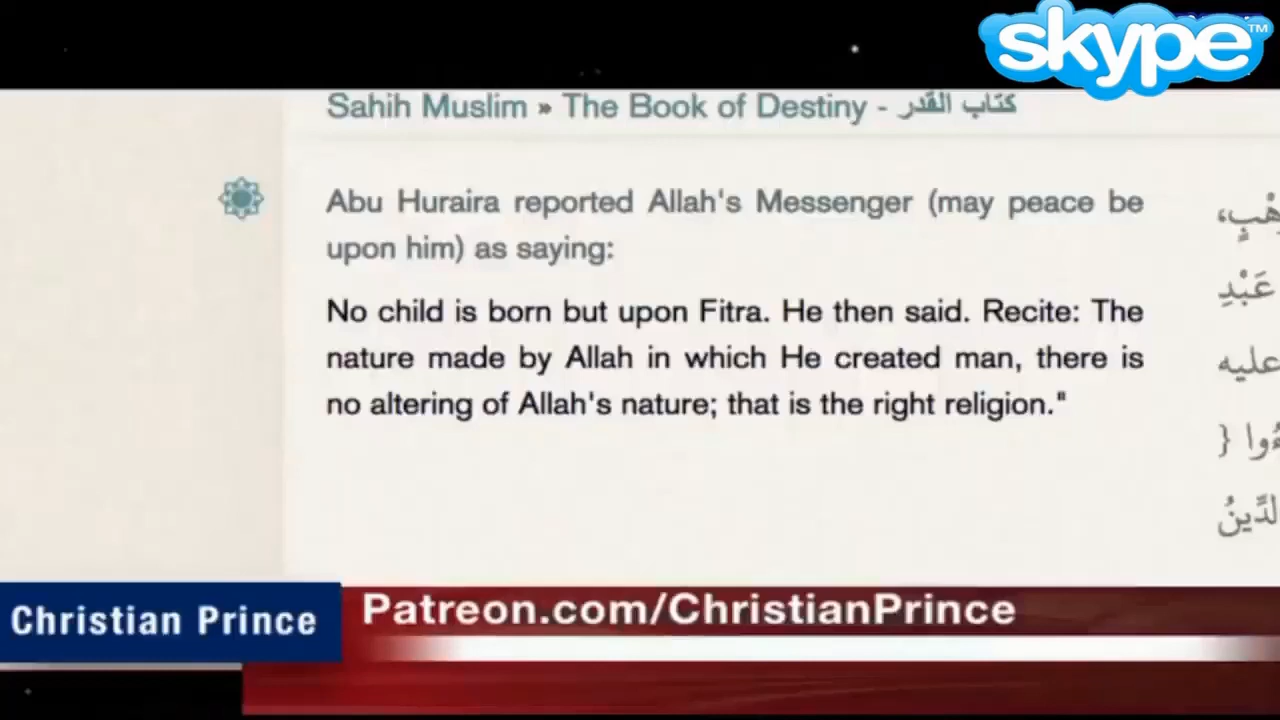 skype™
Sahih Muslim » The Book of Destiny - كتاب القدر
Abu Huraira reported Allah's Messenger (may peace be
upon him) as saying:
No child is born but upon Fitra. He then said. Recite: The
nature made by Allah in which He created man, there is
no altering of Allah's nature; that is the right religion."
عَبْدِ
عليه
Christian Prince
Patreon.com/ChristianPrince